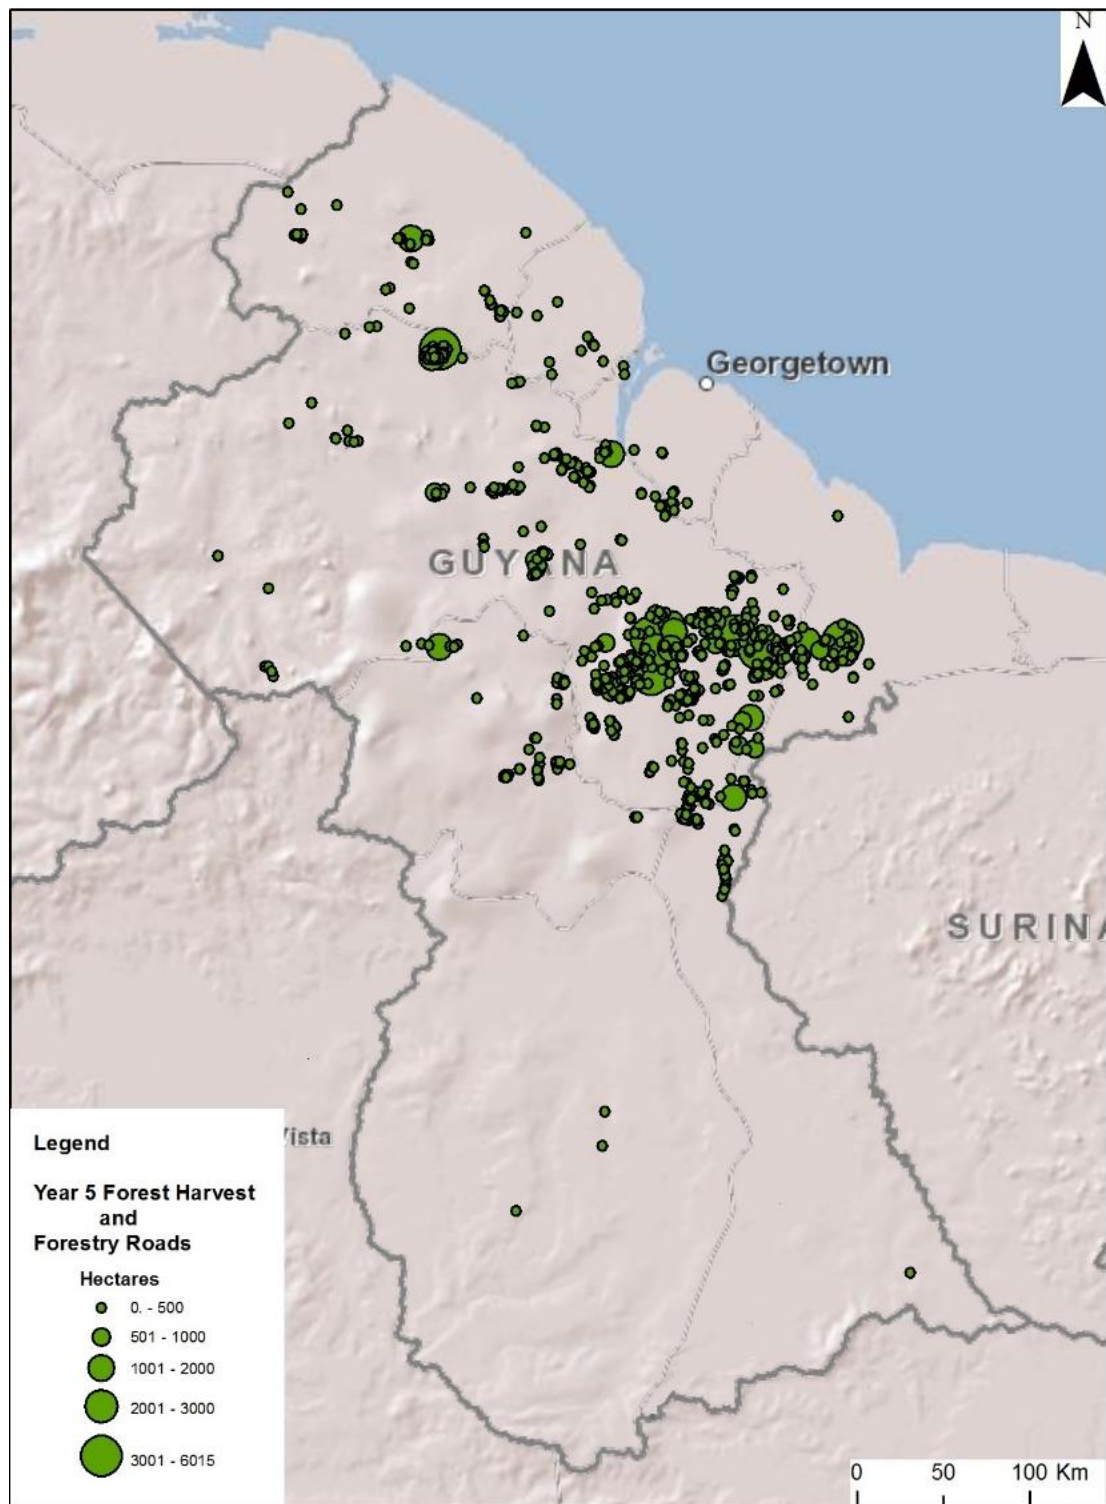 N
Georgetown
GUYANA
SURINA
Vista
Legend
Year 5 Forest Harvest
and
Forestry Roads
Hectares
0. - 500
501 - 1000
1001 - 2000
2001 - 3000
3001 - 6015
0 50 100 Km